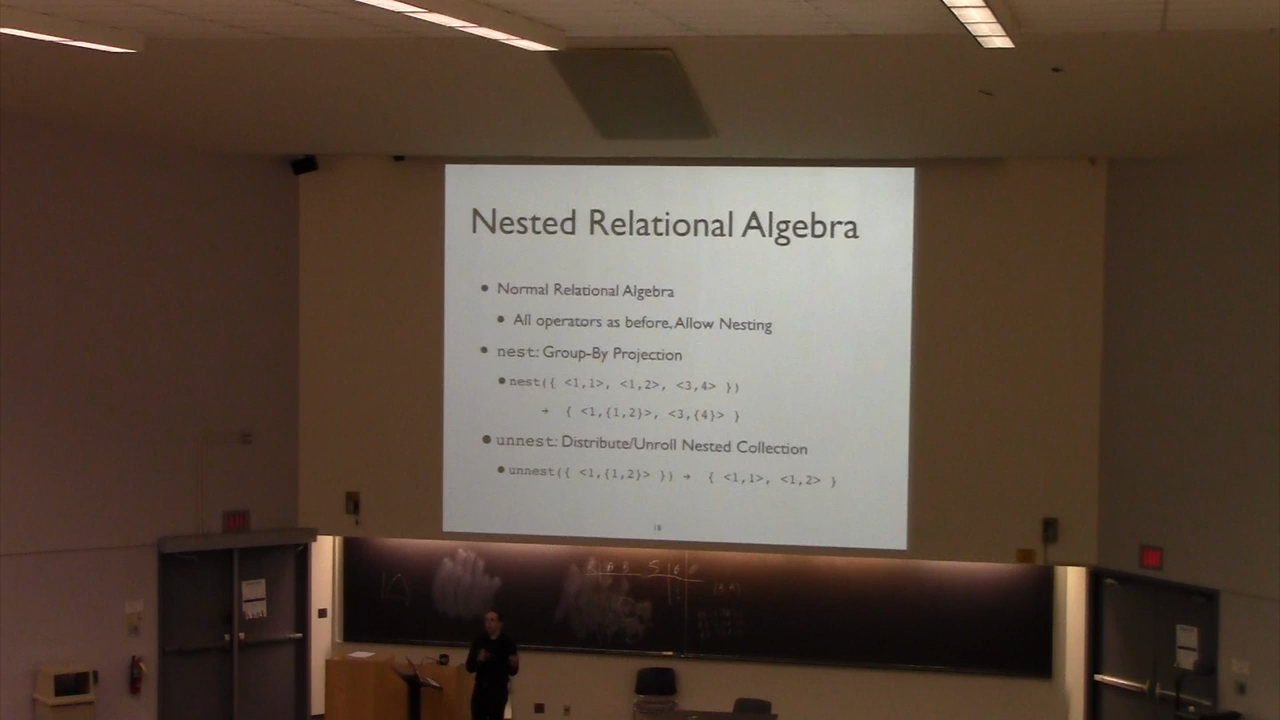 Nested Relational Algebra
• Normal Relational Algebra
• All operators as before, Allow Nesting
• nest: Group-By Projection
• nest({ <1,1>, <1,2>, <3,4> })
→ { <1,{1,2}>, <3,{4}> }
• unnest: Distribute/Unroll Nested Collection
• unnest({ <1,{1,2}> }) → { <1,1>, <1,2> }
18